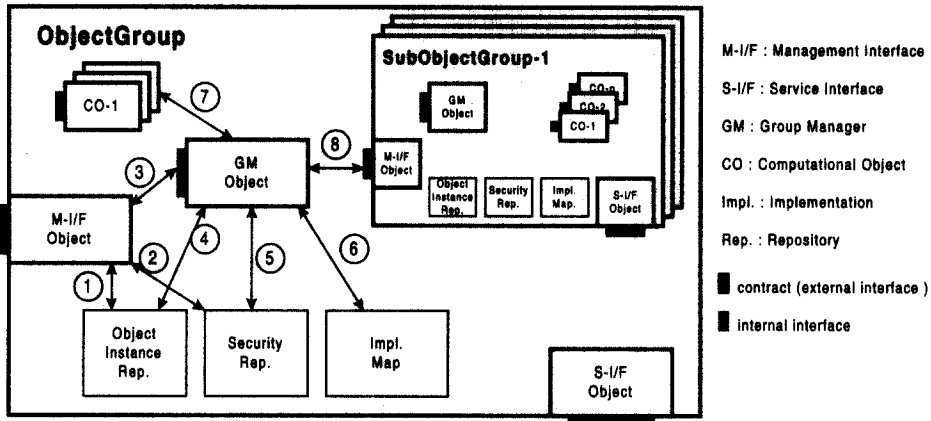 ObjectGroup
CO-1
7
GM
Object
3
8
M-I/F
Object
1
2
4
5
6
Object
Instance
Rep.
Security
Rep.
Impl.
Map
S-I/F
Object
SubObjectGroup-1
GM
Object
CO-n
CO-2
CO-1
M-I/F
Object
Object
Instance
Rep.
Security
Rep.
Impl.
Map.
S-I/F
Object
M-I/F : Management Interface
S-I/F : Service Interface
GM : Group Manager
CO : Computational Object
Impl. : Implementation
Rep. : Repository
contract (external interface )
internal interface